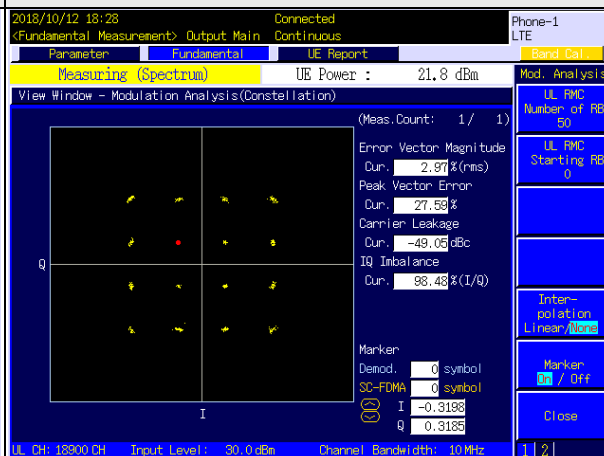 2018/10/12 18:28 Connected Phone-1
<Fundamental Measurement> Output Main Continuous LTE
Parameter Fundamental UE Report Band Cal.
Measuring (Spectrum) UE Power : 21.8 dBm Mod. Analysis
View Window - Modulation Analysis(Constellation)
UL RMC
Number of RB
50
(Meas.Count: 1/ 1)
Error Vector Magnitude
Cur. 2.97 %(rms)
UL RMC
Starting RB
0
Peak Vector Error
Cur. 27.59 %
Carrier Leakage
Cur. -49.05 dBc
IQ Imbalance
Cur. 98.48 %(I/Q)
Q
I
Inter-
polation
Linear/None
Marker
Demod. 0 symbol
SC-FDMA 0 symbol
I -0.3198
Q 0.3185
Marker
On / Off
Close
UL CH: 18900 CH Input Level: 30.0 dBm Channel Bandwidth: 10 MHz 1 2